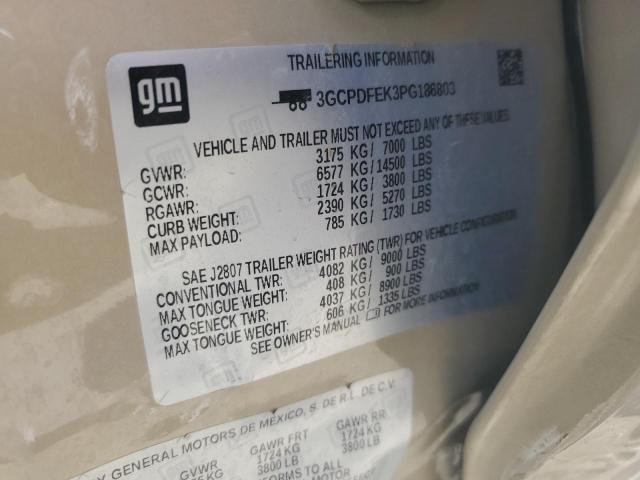 TRAILERING INFORMATION
gm
3GCPDFEK3PG186803
VEHICLE AND TRAILER MUST NOT EXCEED ANY OF THESE WEIGHTS
GVWR: 3175 KG/ 7000 LBS
GCWR: 6577 KG/ 14500 LBS
RGAWR: 1724 KG/ 3800 LBS
CURB WEIGHT: 2390 KG/ 5270 LBS
MAX PAYLOAD: 785 KG/ 1730 LBS
SAE J2807 TRAILER WEIGHT RATING (TWR) FOR VEHICLE CONFIGURATION
CONVENTIONAL TWR: 4082 KG/ 9000 LBS
MAX TONGUE WEIGHT: 408 KG/ 900 LBS
GOOSENECK TWR: 4037 KG/ 8900 LBS
MAX TONGUE WEIGHT: 606 KG/ 1335 LBS
SEE OWNER'S MANUAL FOR MORE INFORMATION
Y GENERAL MOTORS DE MEXICO, S. DE R.L. DE C.V.
GVWR GAWR FRT GAWR RR
KG 1724 KG 1724 KG
LB 3800 LB 3800 LB
TO ALL